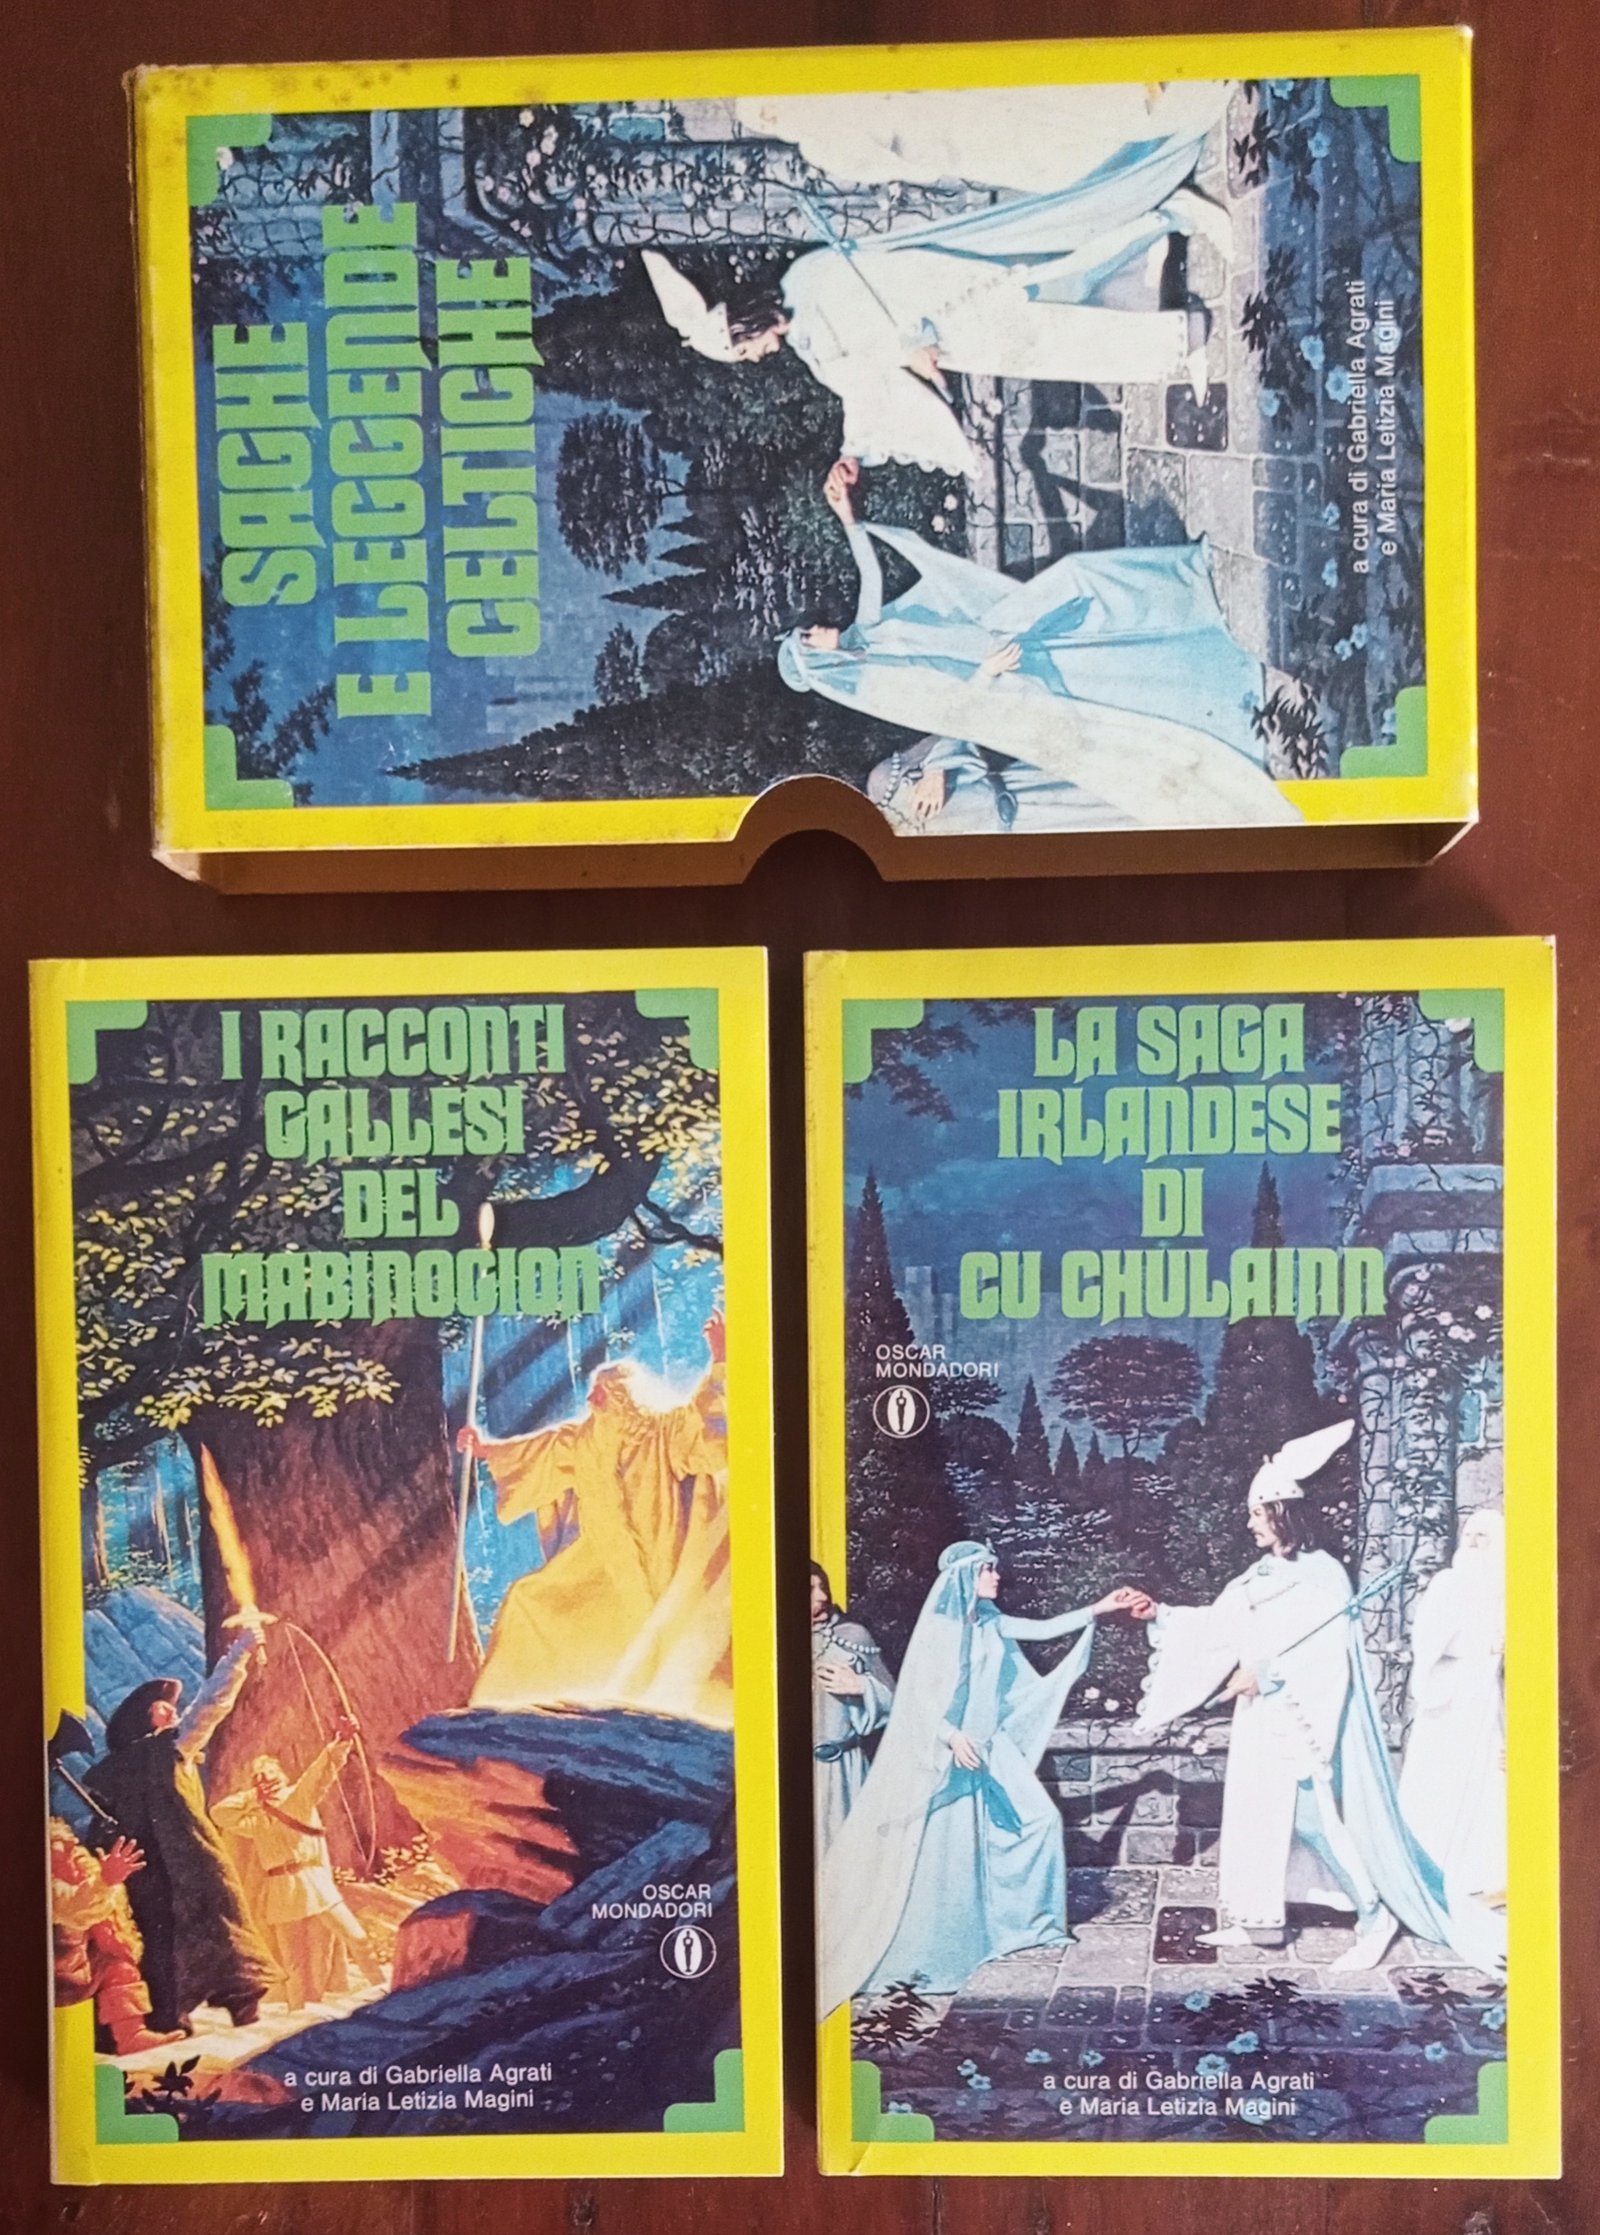 SAGHE
E LEGGENDE
CELTICHE
a cura di Gabriella Agrati
e Maria Letizia Magini
I RACCONTI
GALLESI
DEL
MABINOGION
OSCAR
MONDADORI
a cura di Gabriella Agrati
e Maria Letizia Magini
LA SAGA
IRLANDESE
DI
CU CHULAINN
OSCAR
MONDADORI
a cura di Gabriella Agrati
e Maria Letizia Magini